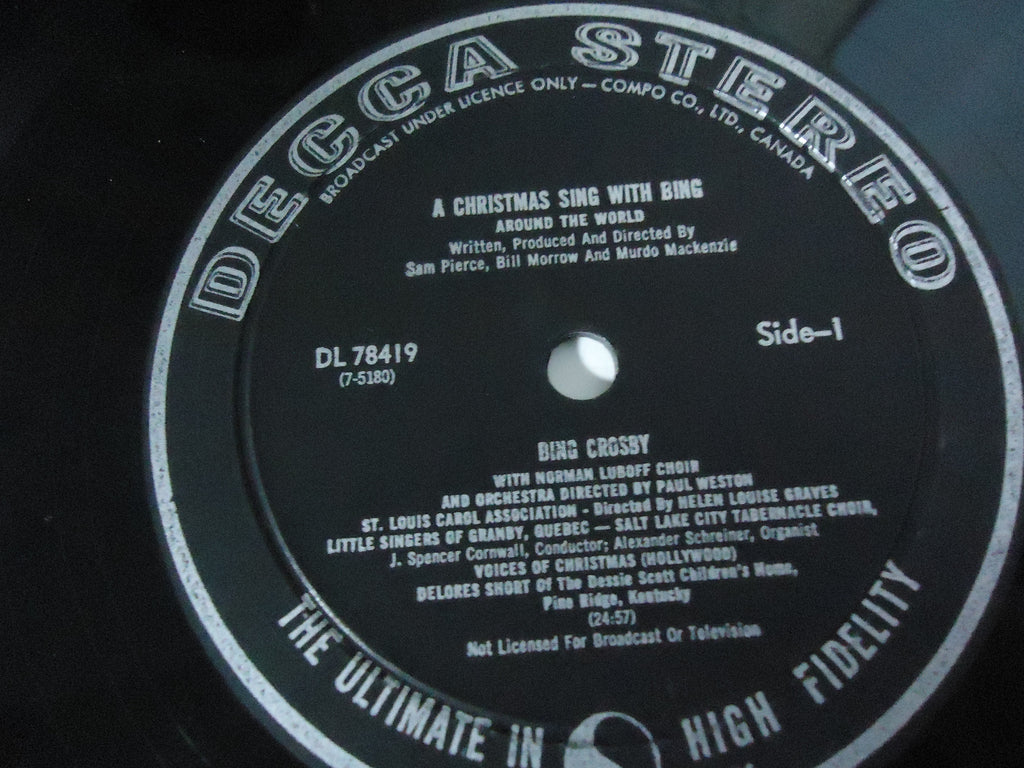 DECCA STEREO
BROADCAST UNDER LICENCE ONLY — COMPO CO., LTD., CANADA
A CHRISTMAS SING WITH BING
AROUND THE WORLD
Written, Produced And Directed By
Sam Pierce, Bill Morrow And Murdo Mackenzie
DL 78419
(7-5180)
Side-1
BING CROSBY
WITH NORMAN LUBOFF CHOIR
AND ORCHESTRA DIRECTED BY PAUL WESTON
ST. LOUIS CAROL ASSOCIATION - Directed By HELEN LOUISE GRAVES
LITTLE SINGERS OF GRANBY, QUEBEC — SALT LAKE CITY TABERNACLE CHOIR,
J. Spencer Cornwall, Conductor; Alexander Schreiner, Organist
VOICES OF CHRISTMAS (HOLLYWOOD)
DELORES SHORT Of The Bessie Scott Children's Home,
Pine Ridge, Kentucky
(24:57)
Not Licensed For Broadcast Or Television
THE ULTIMATE IN HIGH FIDELITY